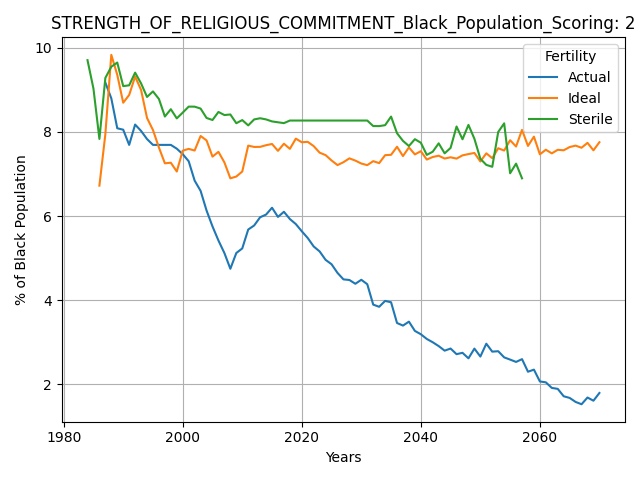 STRENGTH_OF_RELIGIOUS_COMMITMENT_Black_Population_Scoring: 2
% of Black Population
10
8
6
4
2
Fertility
Actual
Ideal
Sterile
1980 2000 2020 2040 2060
Years